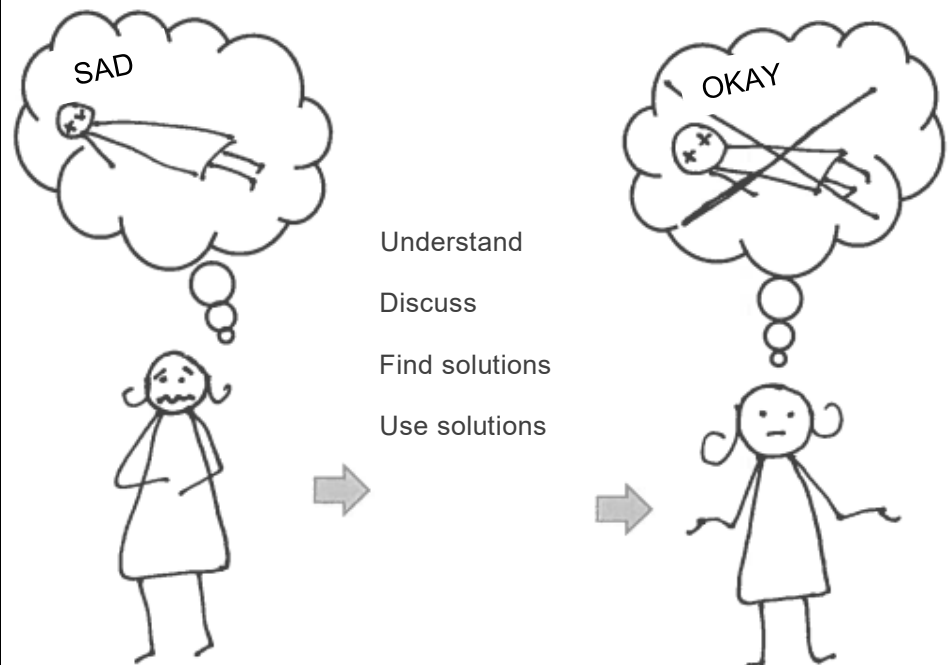 SAD
OKAY
Understand
Discuss
Find solutions
Use solutions